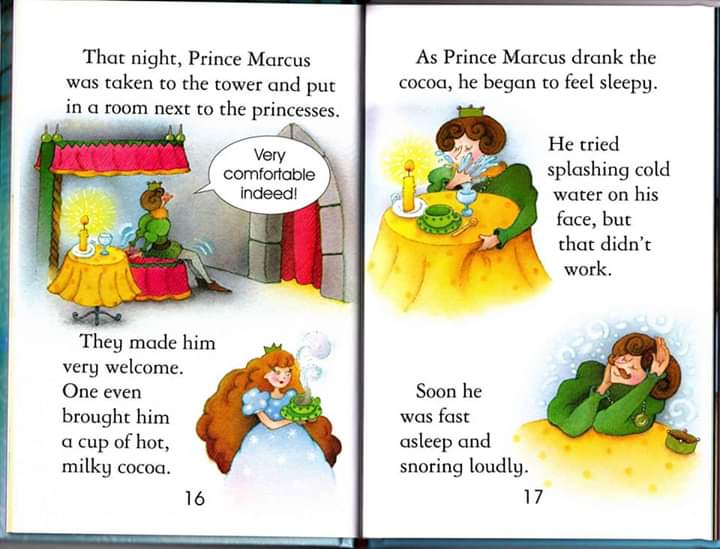 That night, Prince Marcus
was taken to the tower and put
in a room next to the princesses.
Very
comfortable
indeed!
They made him
very welcome.
One even
brought him
a cup of hot,
milky cocoa.
16
As Prince Marcus drank the
cocoa, he began to feel sleepy.
He tried
splashing cold
water on his
face, but
that didn't
work.
Soon he
was fast
asleep and
snoring loudly.
17